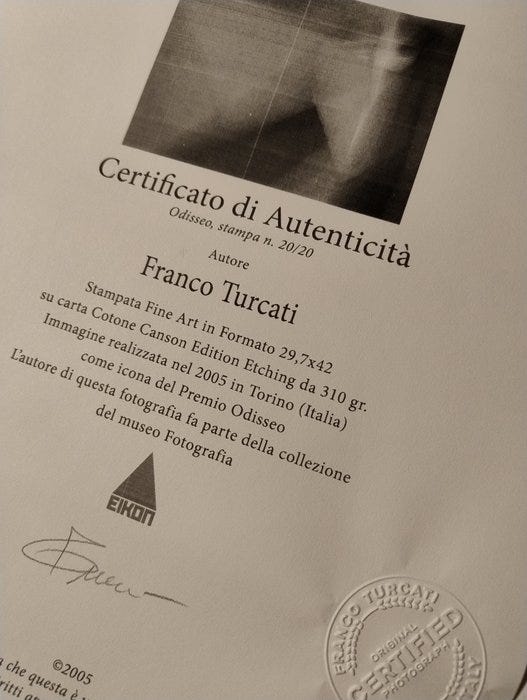 Certificato di Autenticità
Odisseo, stampa n. 20/20
Autore
Franco Turcati
Stampata Fine Art in Formato 29,7x42
su carta Cotone Canson Edition Etching da 310 gr.
Immagine realizzata nel 2005 in Torino (Italia)
come icona del Premio Odisseo
L'autore di questa fotografia fa parte della collezione
del museo Fotografia
EIKON
©2005
che questa è
FRANCO TURCATI
ORIGINAL
CERTIFIED
PHOTOGRAPH